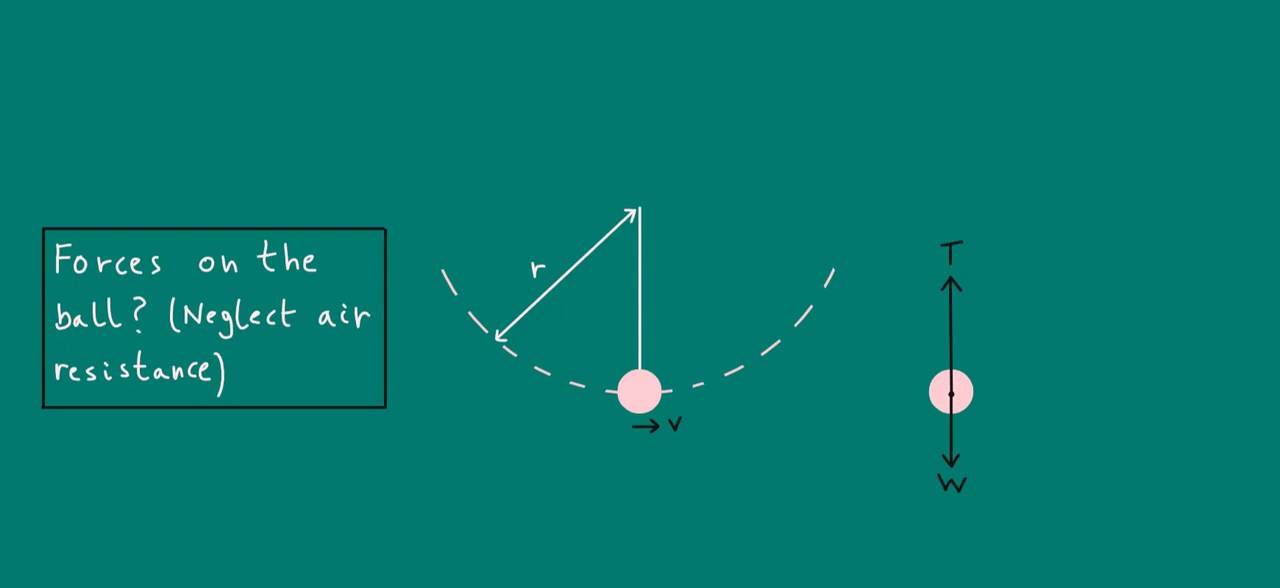 Forces on the
ball? (Neglect air
resistance)
r
→ v
T
W